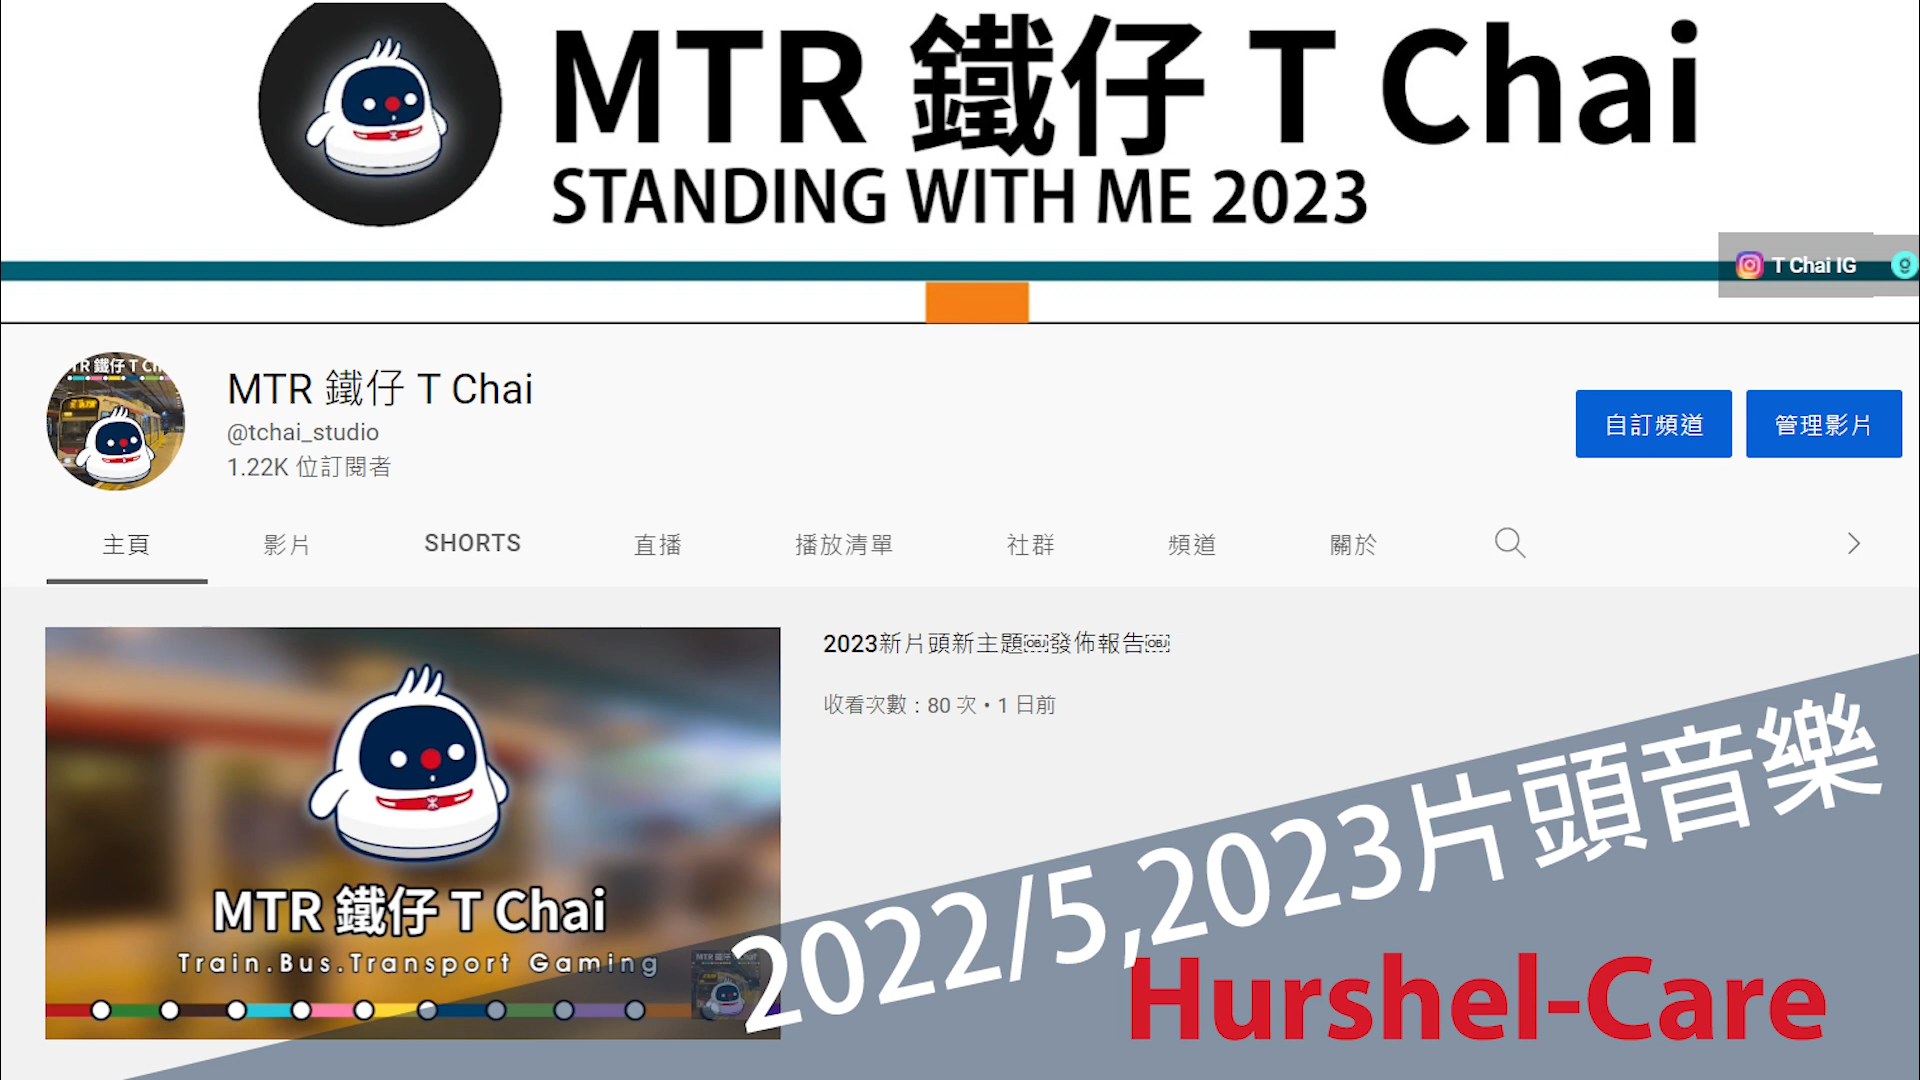 MTR 鐵仔 T Chai
STANDING WITH ME 2023
T Chai IG
MTR 鐵仔 T Chai
@tchai_studio
1.22K 位訂閱者
自訂頻道
管理影片
主頁
影片
SHORTS
直播
播放清單
社群
頻道
關於
2023新片頭新主題￼發佈報告￼
收看次數：80 次 • 1 日前
MTR 鐵仔 T Chai
Train.Bus.Transport Gaming
2022/5,2023片頭音樂
Hurshel-Care